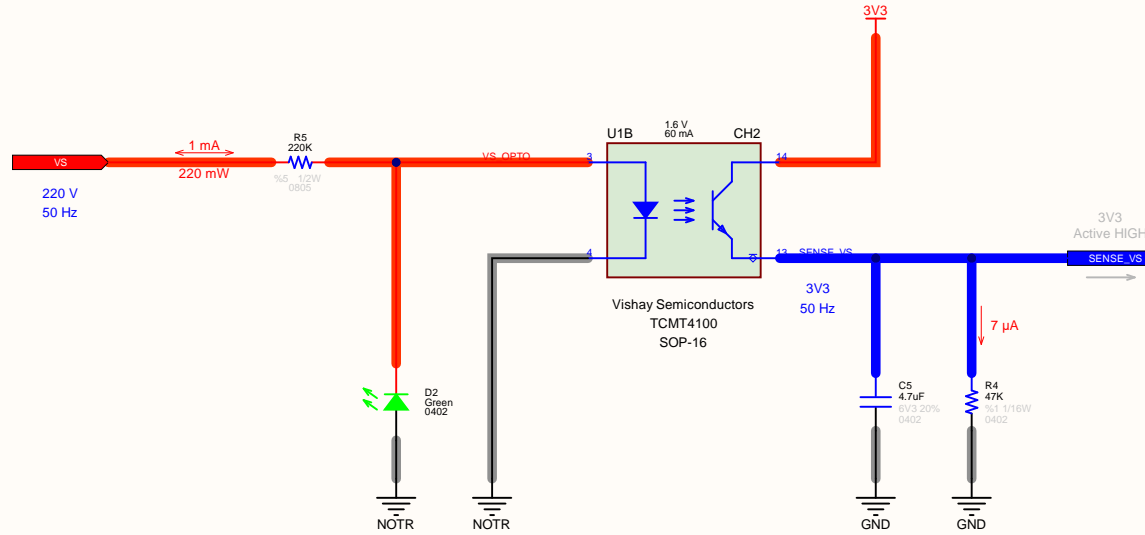 3V3
U1B
1.6 V
60 mA
CH2
1 mA
R5
220K
VS
VS_OPTO
3
14
220 mW
%5 1/2W
0805
220 V
50 Hz
3V3
Active HIGH
4
13
SENSE_VS
SENSE_VS
3V3
50 Hz
Vishay Semiconductors
TCMT4100
SOP-16
7 µA
D2
Green
0402
C5
4.7uF
6V3 20%
0402
R4
47K
%1 1/16W
0402
NOTR
NOTR
GND
GND